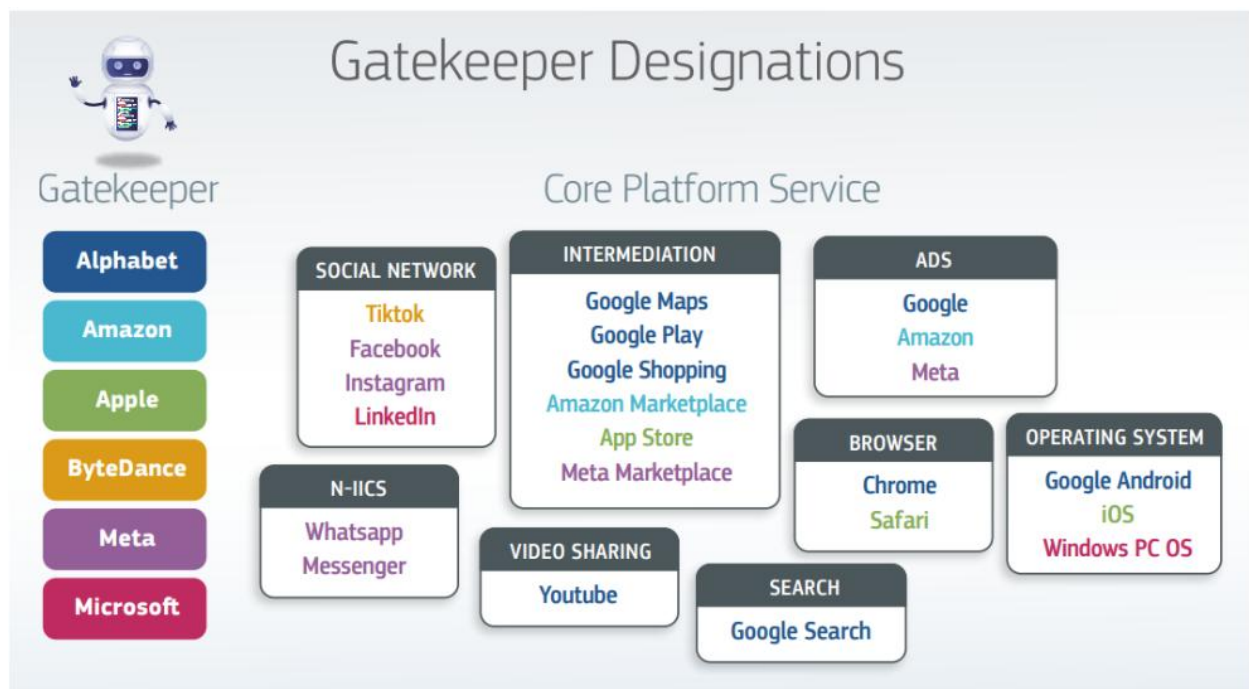 Gatekeeper Designations
Gatekeeper
Alphabet
Amazon
Apple
ByteDance
Meta
Microsoft
Core Platform Service
SOCIAL NETWORK
Tiktok
Facebook
Instagram
LinkedIn
INTERMEDIATION
Google Maps
Google Play
Google Shopping
Amazon Marketplace
App Store
Meta Marketplace
ADS
Google
Amazon
Meta
N-IICS
Whatsapp
Messenger
VIDEO SHARING
Youtube
BROWSER
Chrome
Safari
OPERATING SYSTEM
Google Android
iOS
Windows PC OS
SEARCH
Google Search